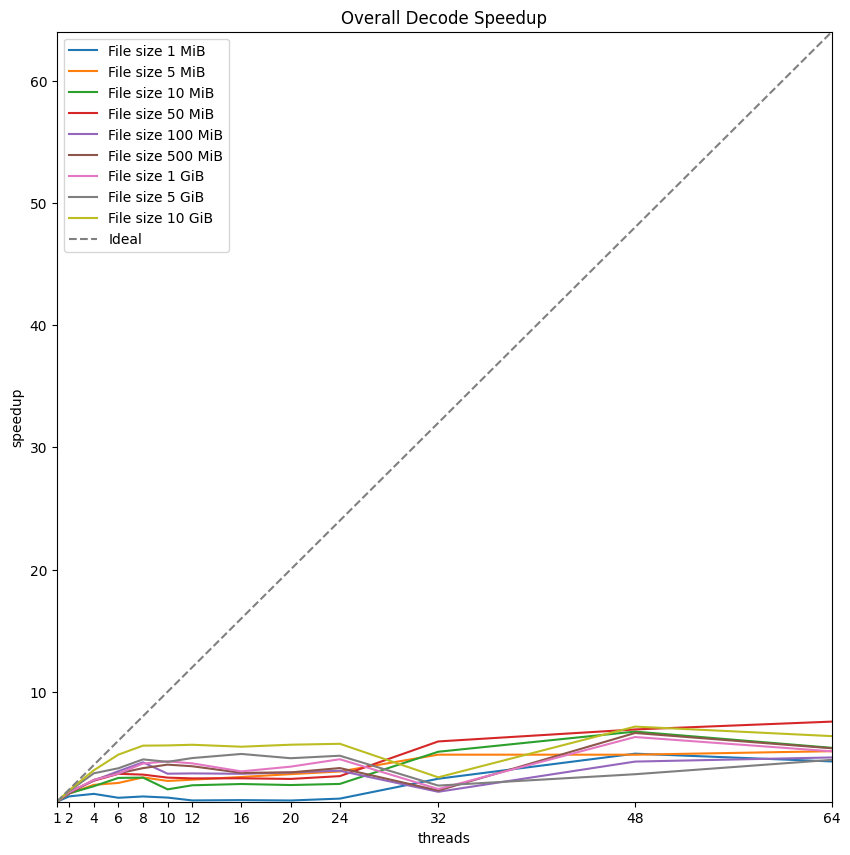 Overall Decode Speedup
File size 1 MiB
File size 5 MiB
File size 10 MiB
File size 50 MiB
File size 100 MiB
File size 500 MiB
File size 1 GiB
File size 5 GiB
File size 10 GiB
Ideal
60
50
40
30
20
10
speedup
1 2 4 6 8 10 12 16 20 24 32 48 64
threads